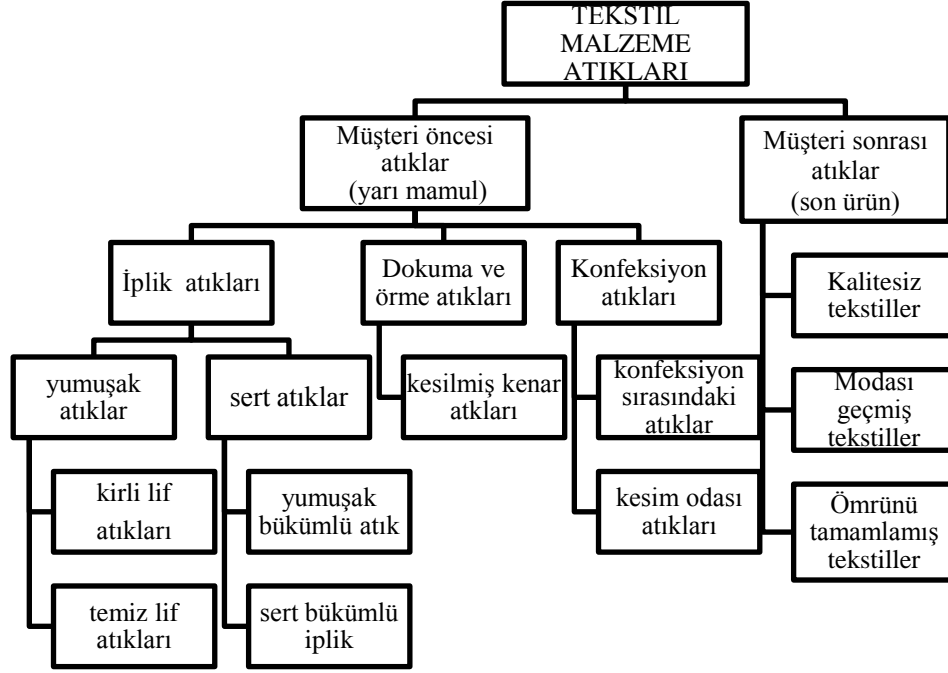 TEKSTİL
MALZEME
ATIKLARI
Müşteri öncesi
atıklar
(yarı mamul)
Müşteri sonrası
atıklar
(son ürün)
İplik atıkları
Dokuma ve
örme atıkları
Konfeksiyon
atıkları
Kalitesiz
tekstiller
yumuşak
atıklar
sert atıklar
kesilmiş kenar
atkları
konfeksiyon
sırasındaki
atıklar
Modası
geçmiş
tekstiller
kirli lif
atıkları
yumuşak
bükümlü atık
kesim odası
atıkları
Ömrünü
tamamlamış
tekstiller
temiz lif
atıkları
sert bükümlü
iplik